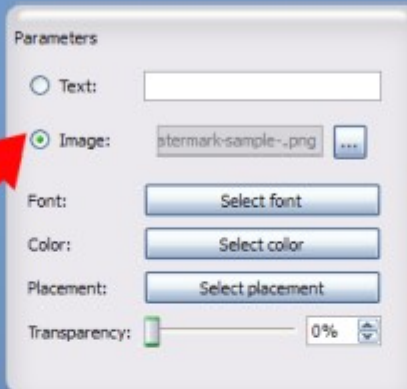 Parameters
Text:
Image: atermark-sample-.png ...
Font: Select font
Color: Select color
Placement: Select placement
Transparency: 0%